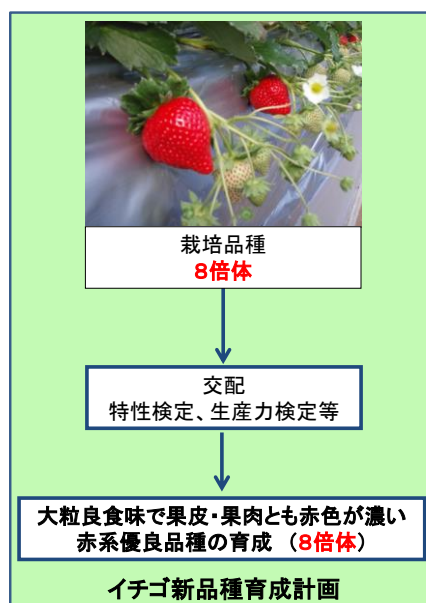 栽培品種
８倍体
交配
特性検定、生産力検定等
大粒良食味で果皮・果肉とも赤色が濃い
赤系優良品種の育成 （８倍体）
イチゴ新品種育成計画